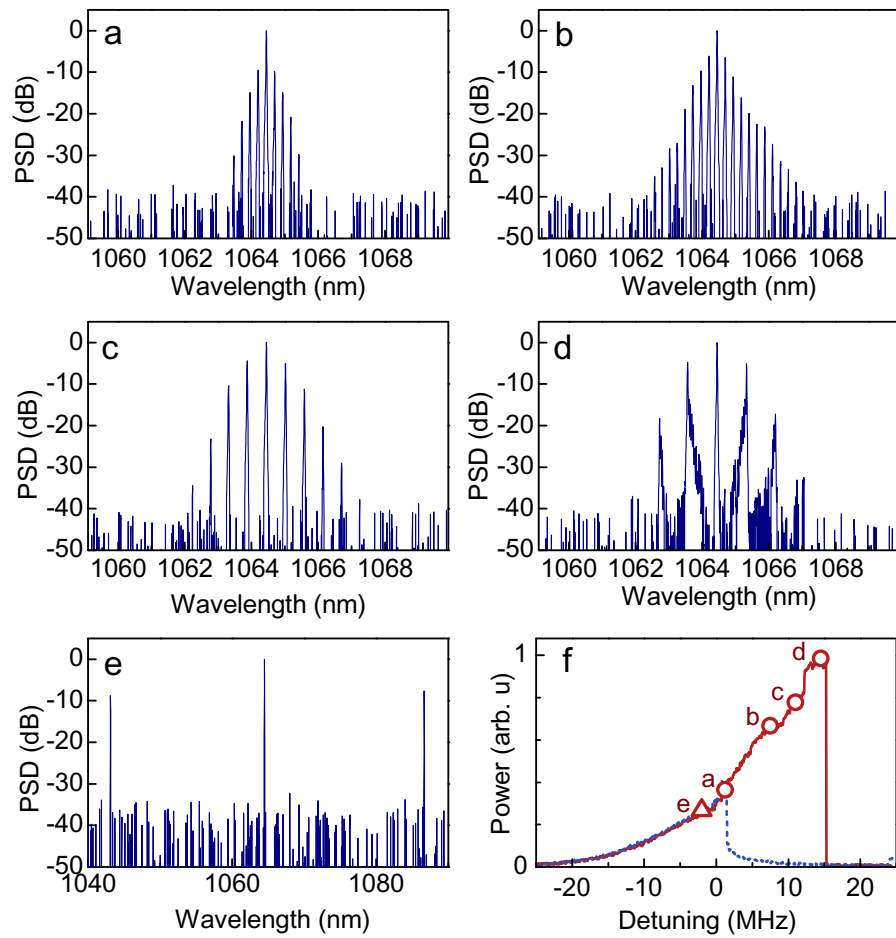 a
PSD (dB)
0
-10
-20
-30
-40
-50
1060 1062 1064 1066 1068
Wavelength (nm)
b
PSD (dB)
0
-10
-20
-30
-40
-50
1060 1062 1064 1066 1068
Wavelength (nm)
c
PSD (dB)
0
-10
-20
-30
-40
-50
1060 1062 1064 1066 1068
Wavelength (nm)
d
PSD (dB)
0
-10
-20
-30
-40
-50
1060 1062 1064 1066 1068
Wavelength (nm)
e
PSD (dB)
0
-10
-20
-30
-40
-50
1040 1060 1080
Wavelength (nm)
f
Power (arb. u)
1
0
d
c
b
a
e
-20 -10 0 10 20
Detuning (MHz)